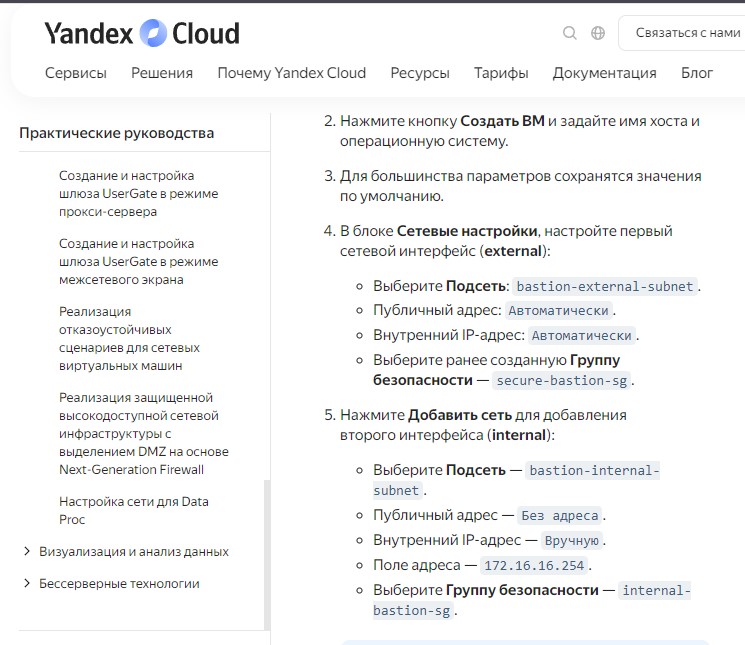 Yandex Cloud
Связаться с нами
Сервисы Решения Почему Yandex Cloud Ресурсы Тарифы Документация Блог
Практические руководства
Создание и настройка
шлюза UserGate в режиме
прокси-сервера
Создание и настройка
шлюза UserGate в режиме
межсетевого экрана
Реализация
отказоустойчивых
сценариев для сетевых
виртуальных машин
Реализация защищенной
высокодоступной сетевой
инфраструктуры с
выделением DMZ на основе
Next-Generation Firewall
Настройка сети для Data
Proc
Визуализация и анализ данных
Бессерверные технологии
2. Нажмите кнопку Создать ВМ и задайте имя хоста и
операционную систему.
3. Для большинства параметров сохранятся значения
по умолчанию.
4. В блоке Сетевые настройки, настройте первый
сетевой интерфейс (external):
Выберите Подсеть: bastion-external-subnet.
Публичный адрес: Автоматически.
Внутренний IP-адрес: Автоматически.
Выберите ранее созданную Группу
безопасности — secure-bastion-sg.
5. Нажмите Добавить сеть для добавления
второго интерфейса (internal):
Выберите Подсеть — bastion-internal-
subnet.
Публичный адрес — Без адреса.
Внутренний IP-адрес — Вручную.
Поле адреса — 172.16.16.254.
Выберите Группу безопасности — internal-
bastion-sg.